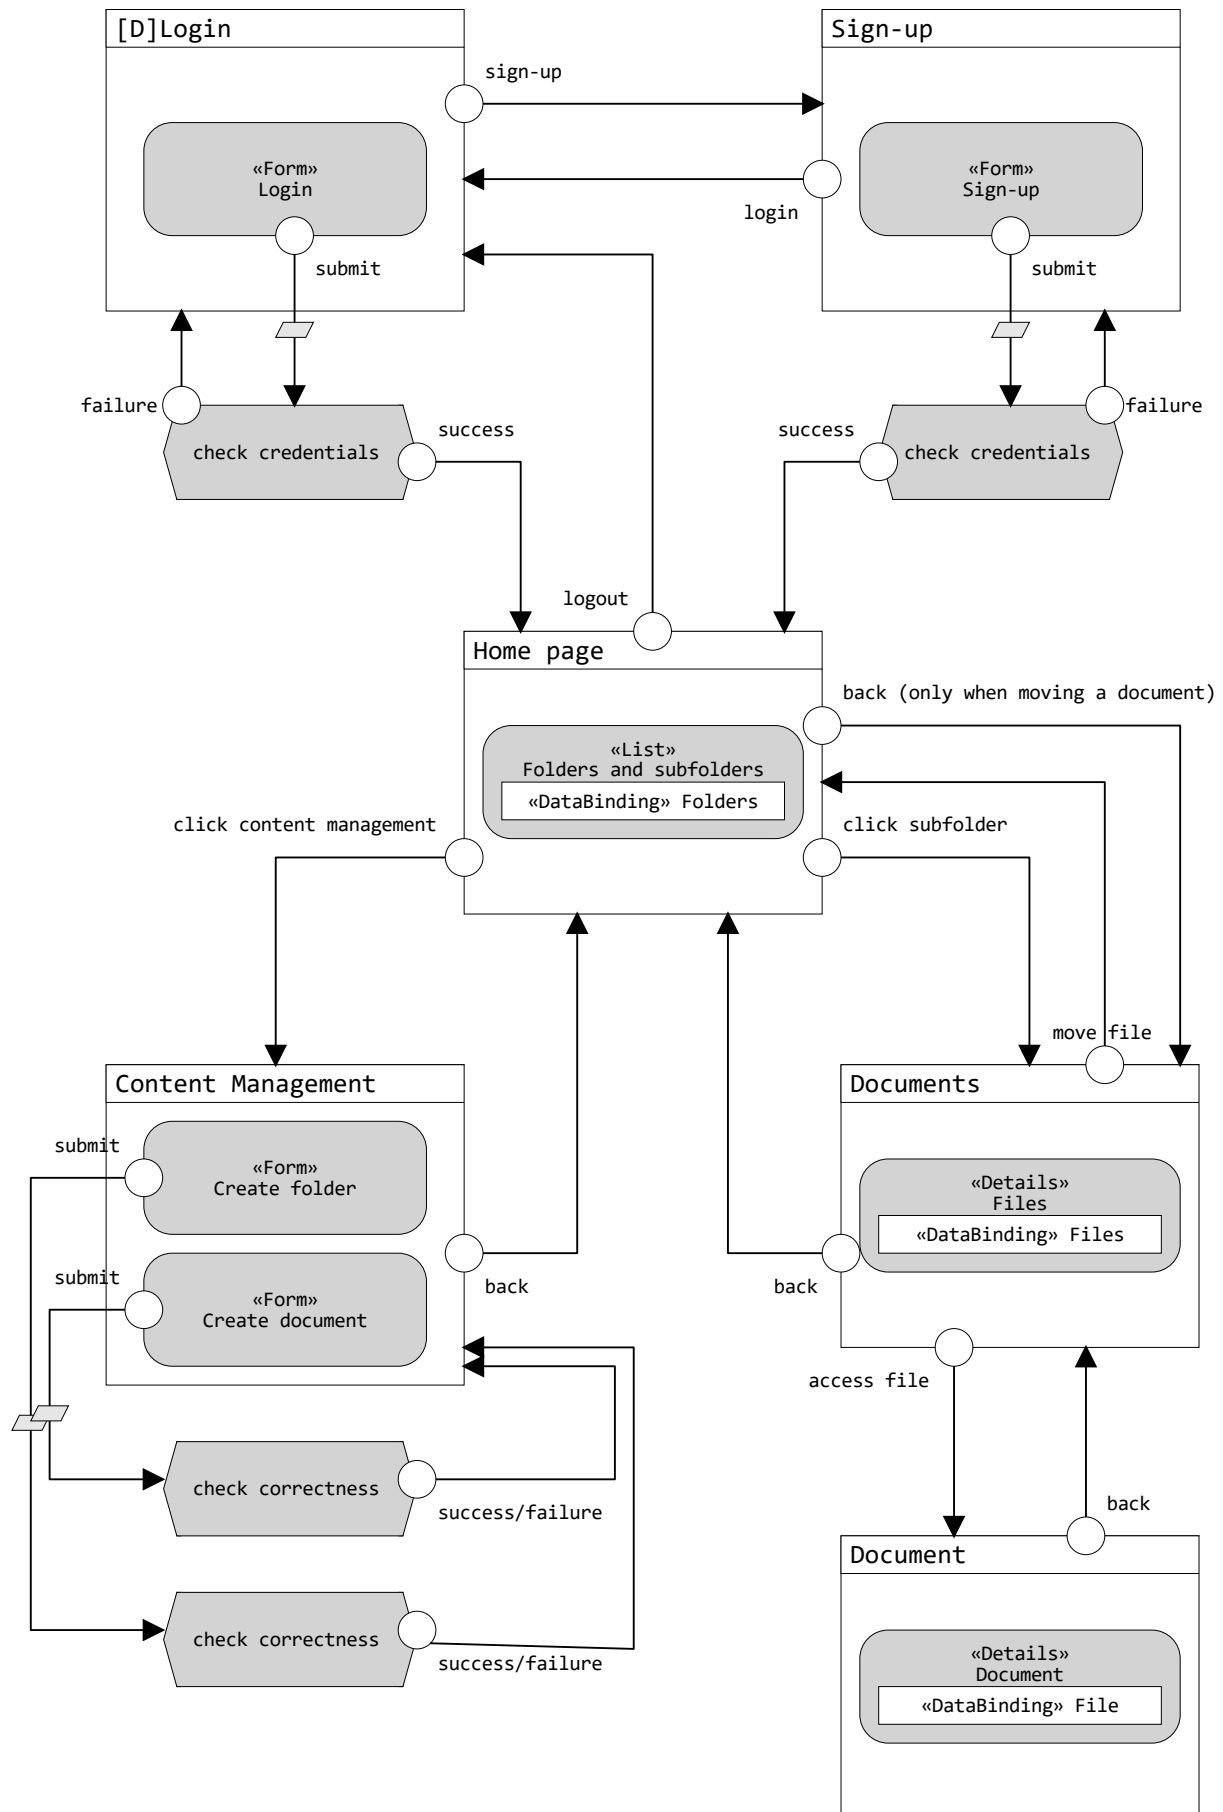 [D]Login
Sign-up
sign-up
«Form»
Login
«Form»
Sign-up
login
submit
submit
failure
success
check credentials
success
failure
check credentials
logout
Home page
back (only when moving a document)
«List»
Folders and subfolders
«DataBinding» Folders
click content management
click subfolder
move file
Content Management
Documents
submit
«Form»
Create folder
«Details»
Files
«DataBinding» Files
submit
back
back
«Form»
Create document
access file
check correctness
success/failure
back
Document
check correctness
success/failure
«Details»
Document
«DataBinding» File